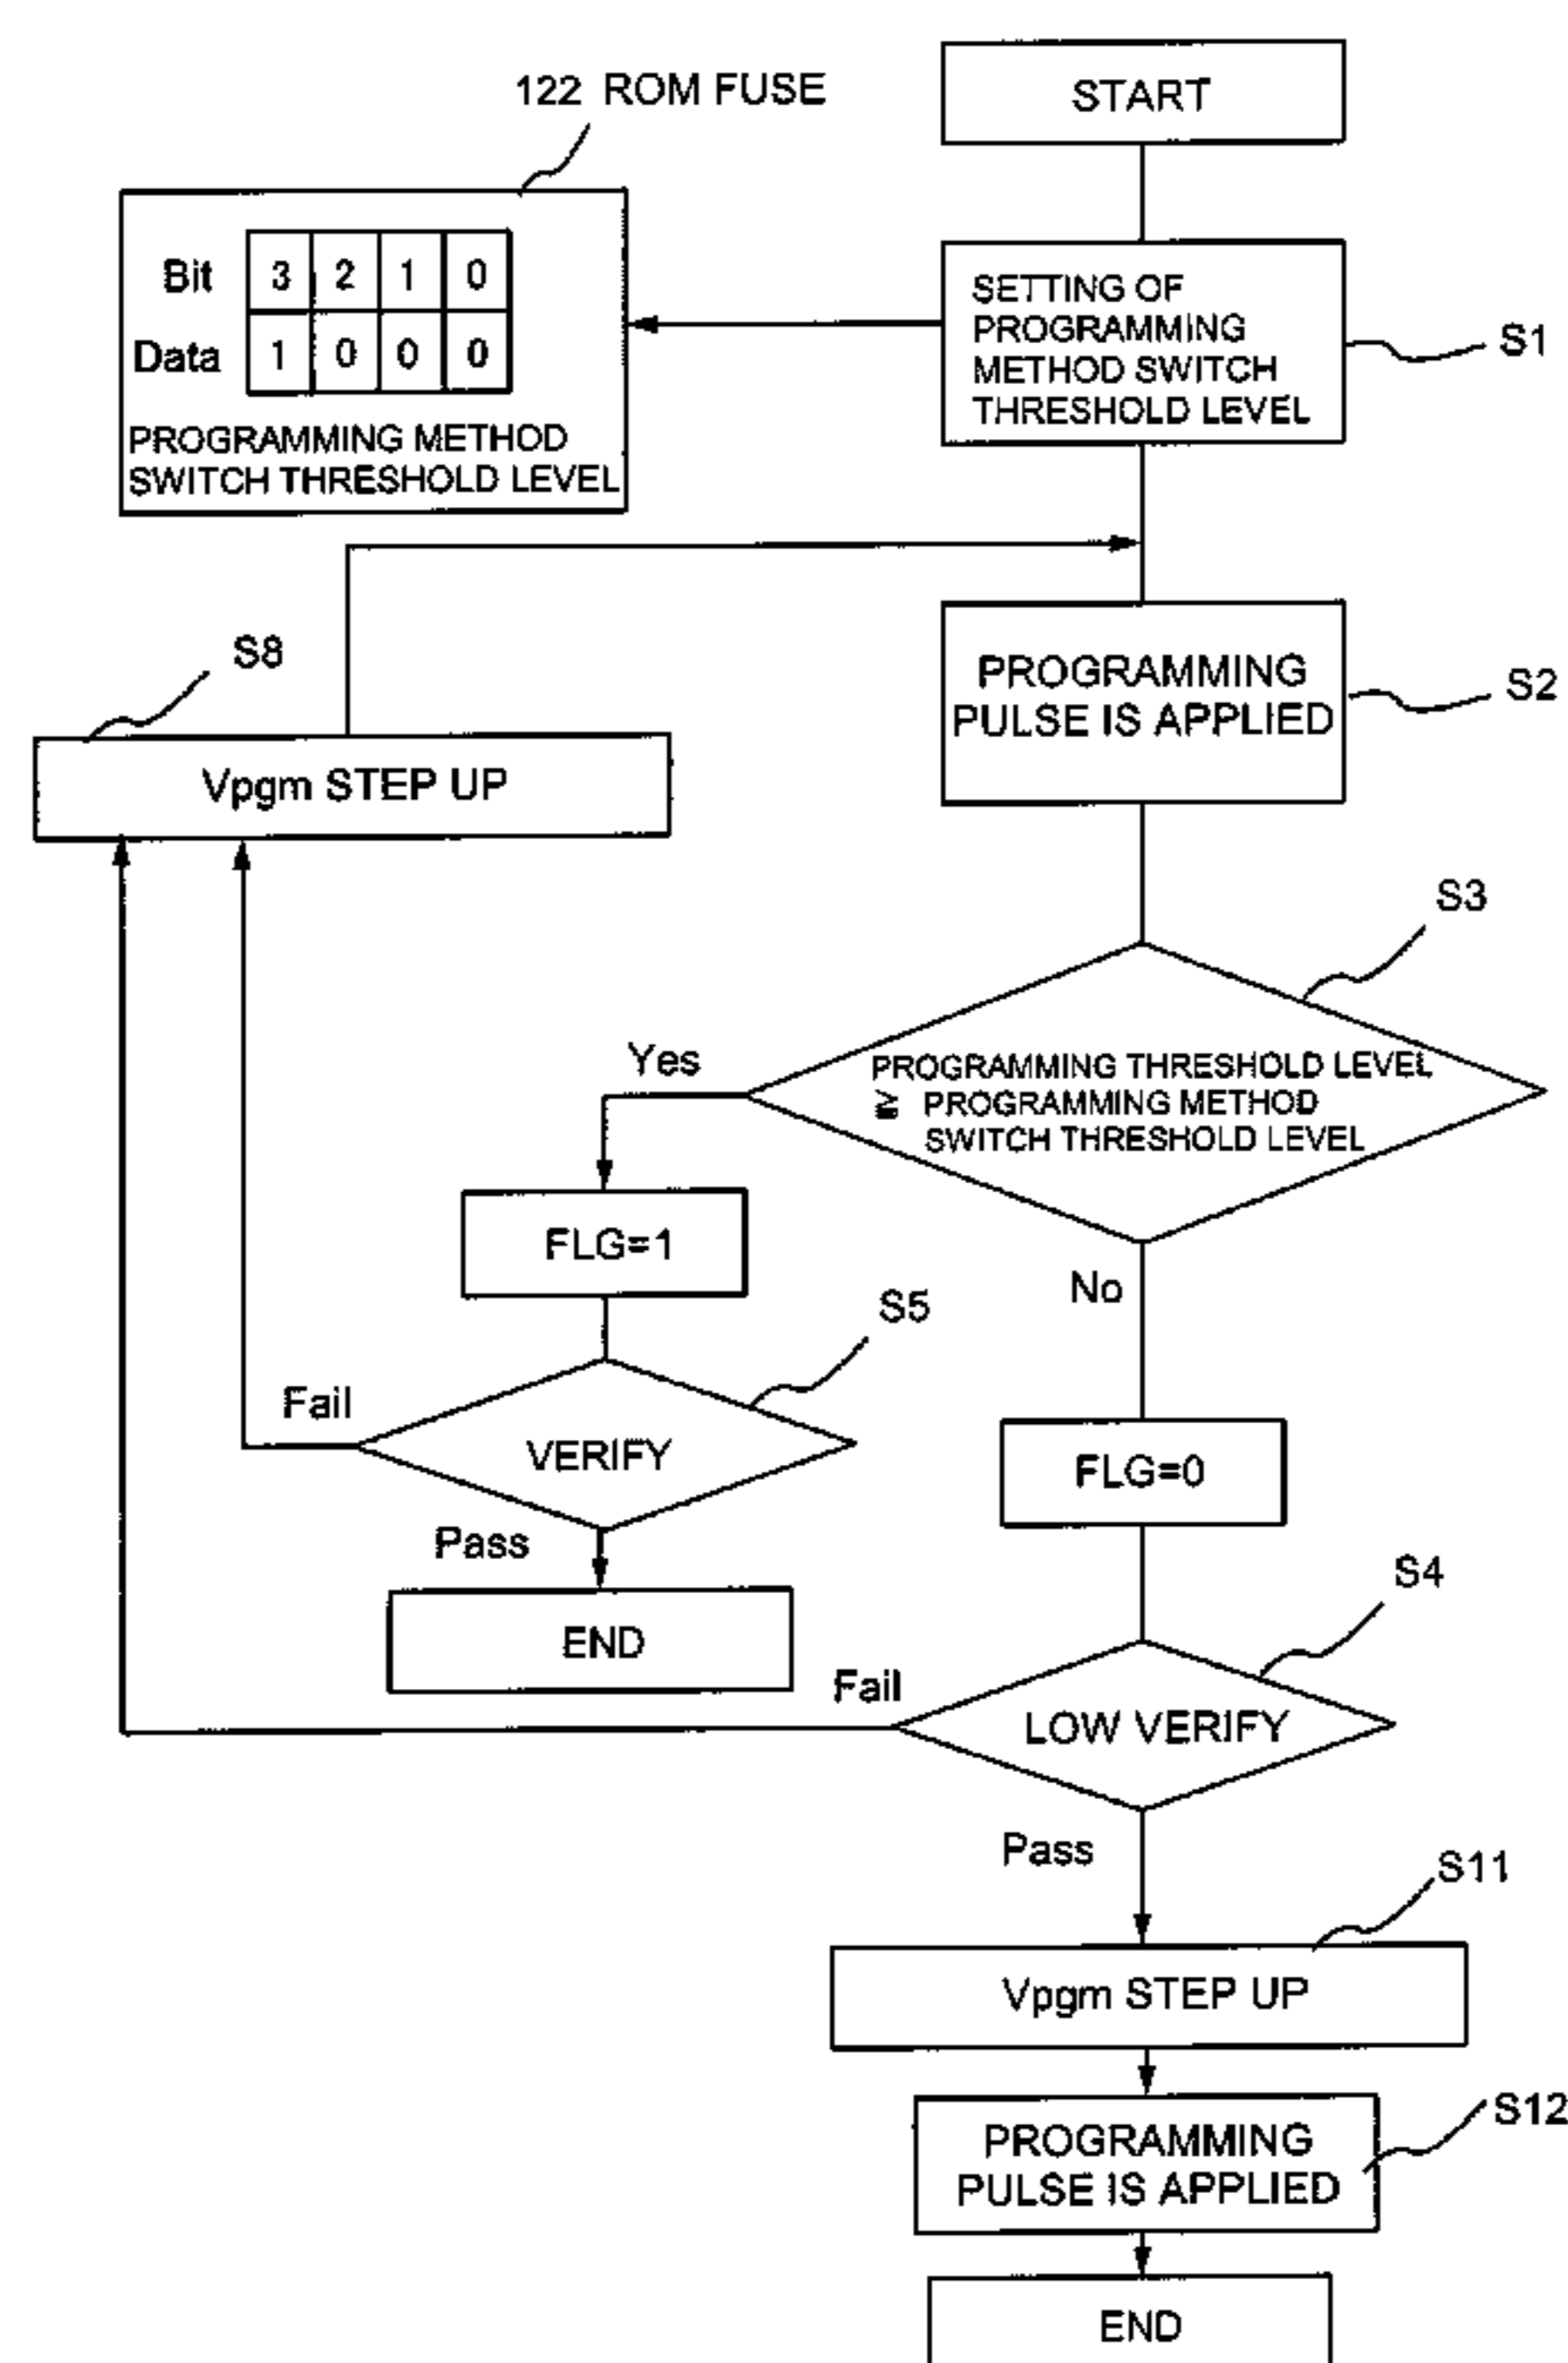 START
122 ROM FUSE
Bit 3 2 1 0
Data 1 0 0 0
PROGRAMMING METHOD
SWITCH THRESHOLD LEVEL
SETTING OF
PROGRAMMING
METHOD SWITCH
THRESHOLD LEVEL
S1
PROGRAMMING
PULSE IS APPLIED
S2
S8
Vpgm STEP UP
S3
PROGRAMMING THRESHOLD LEVEL
≧ PROGRAMMING METHOD
SWITCH THRESHOLD LEVEL
Yes
No
FLG=1
S5
VERIFY
Fail
Pass
END
FLG=0
S4
LOW VERIFY
Fail
Pass
S11
Vpgm STEP UP
S12
PROGRAMMING
PULSE IS APPLIED
END